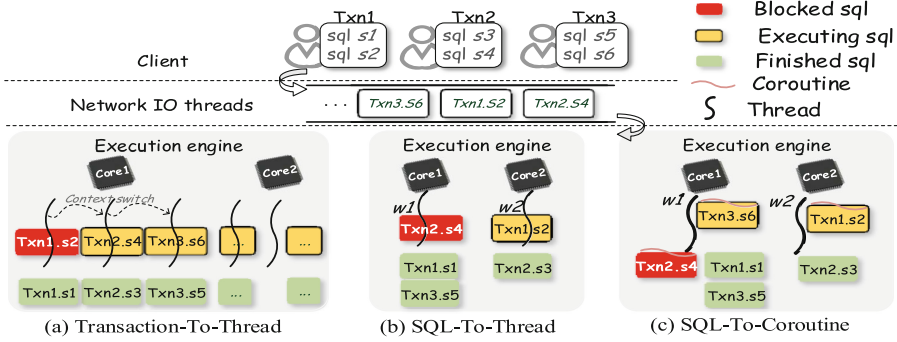 Txn1
sql s1
sql s2
Txn2
sql s3
sql s4
Txn3
sql s5
sql s6
Client
Blocked sql
Executing sql
Finished sql
Coroutine
Thread
Network IO threads
... Txn3.S6 Txn1.S2 Txn2.S4
Execution engine
Core1
Core2
Context switch
Txn1.s2 Txn2.s4 Txn3.s6 ... ...
Txn1.s1 Txn2.s3 Txn3.s5 ... ...
(a) Transaction-To-Thread
Execution engine
Core1
Core2
w1
w2
Txn2.s4
Txn1.s2
Txn1.s1
Txn2.s3
Txn3.s5
(b) SQL-To-Thread
Execution engine
Core1
Core2
w1
w2
Txn3.s6
Txn1.s2
Txn2.s4
Txn1.s1
Txn2.s3
Txn3.s5
(c) SQL-To-Coroutine